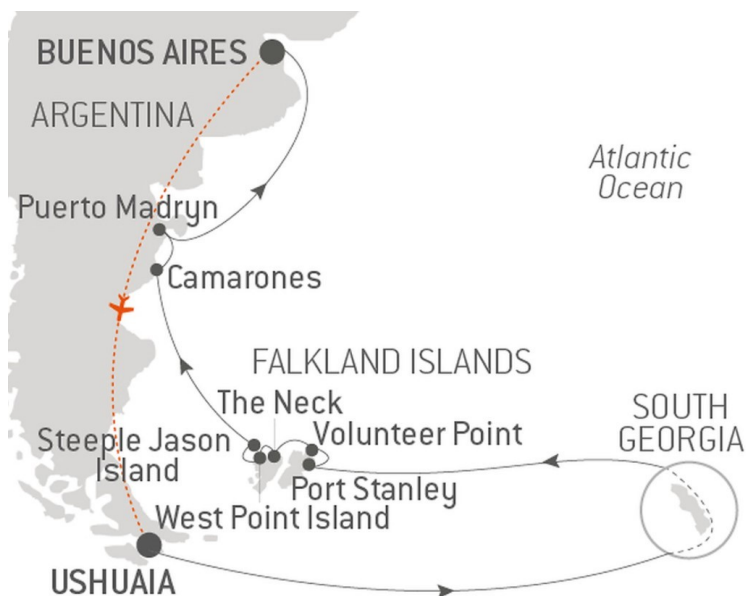 BUENOS AIRES
ARGENTINA
Atlantic
Ocean
Puerto Madryn
Camarones
FALKLAND ISLANDS
The Neck
SOUTH
GEORGIA
Steeple Jason
Island
Volunteer Point
Port Stanley
West Point Island
USHUAIA